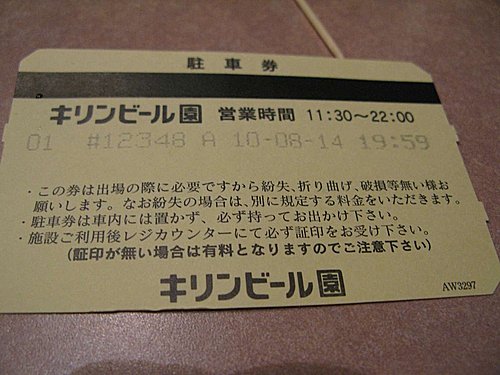 駐車券
キリンビール園 営業時間 11:30〜22:00
01 #12348 A 10-08-14 19:59
・この券は出場の際に必要ですから紛失、折り曲げ、破損等無い様お
願いします。なお紛失の場合は、別に規定する料金をいただきます。
・駐車券は車内には置かず、必ず持ってお出かけ下さい。
・施設ご利用後レジカウンターにて必ず証印をお受け下さい。
(証印が無い場合は有料となりますのでご注意下さい)
キリンビール園
AW3297